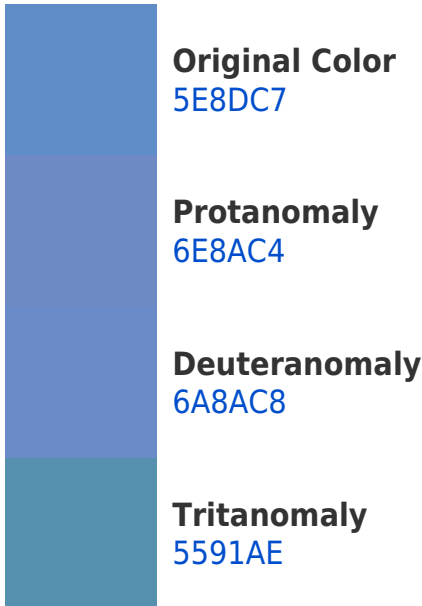 Original Color
5E8DC7
Protanomaly
6E8AC4
Deuteranomaly
6A8AC8
Tritanomaly
5591AE